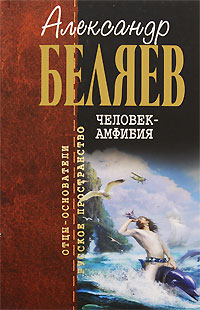 Александр
БЕЛЯЕВ
ЧЕЛОВЕК-
АМФИБИЯ
ОТЦЫ-ОСНОВАТЕЛИ
РУССКОЕ ПРОСТРАНСТВО